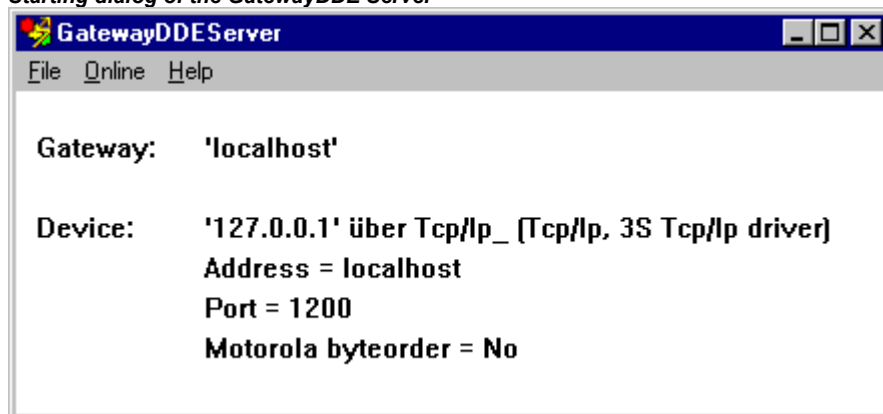 Starting dialog of the GatewayDDE Server
GatewayDDEServer
File Online Help
Gateway: 'localhost'
Device: '127.0.0.1' über Tcp/Ip_ (Tcp/Ip, 3S Tcp/Ip driver)
Address = localhost
Port = 1200
Motorola byteorder = No